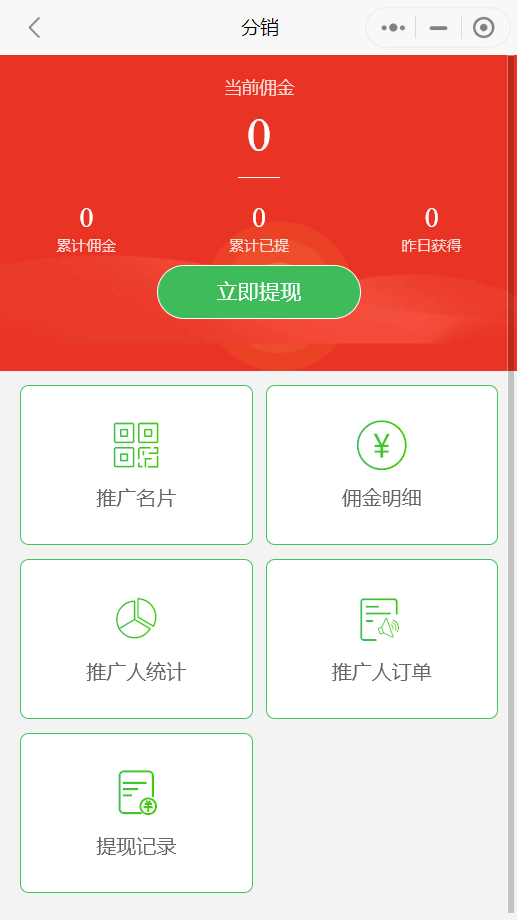 分销
当前佣金
0
0 0 0
累计佣金 累计已提 昨日获得
立即提现
推广名片 佣金明细
推广人统计 推广人订单
提现记录